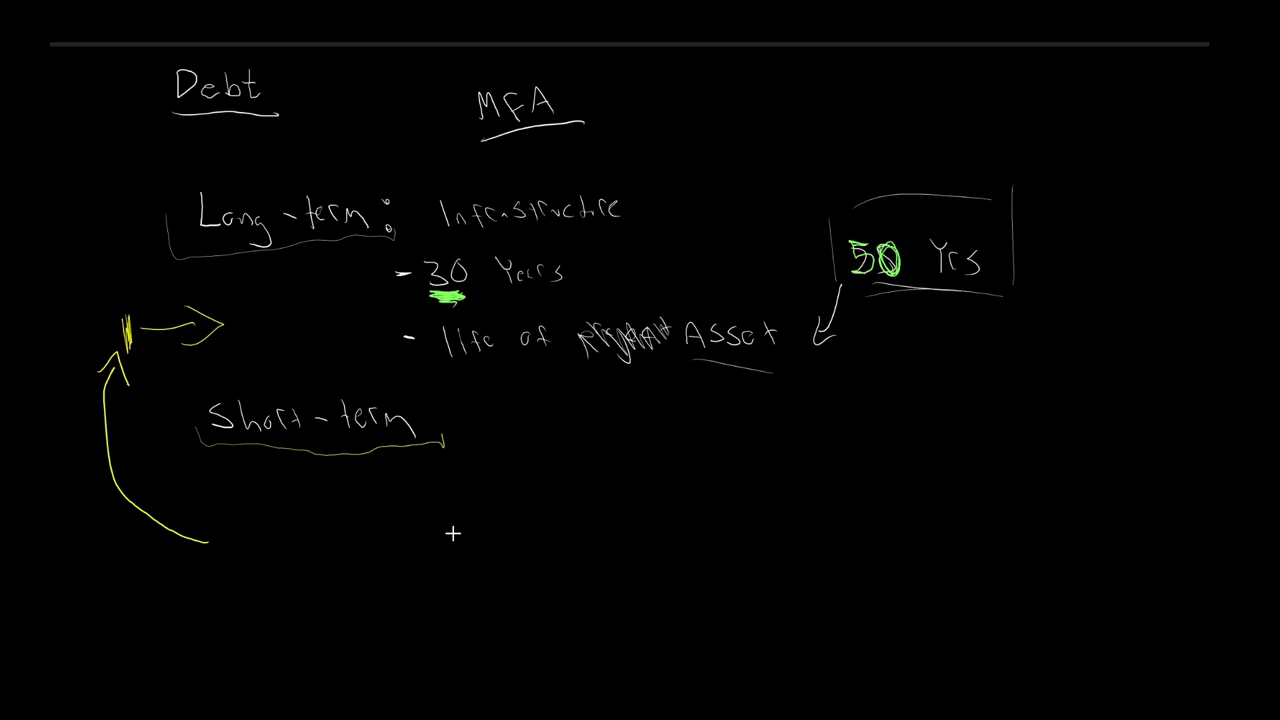 Debt
MFA
Long-term: Infrastructure
- 30 Years
50 Yrs
- life of Asset
Short-term